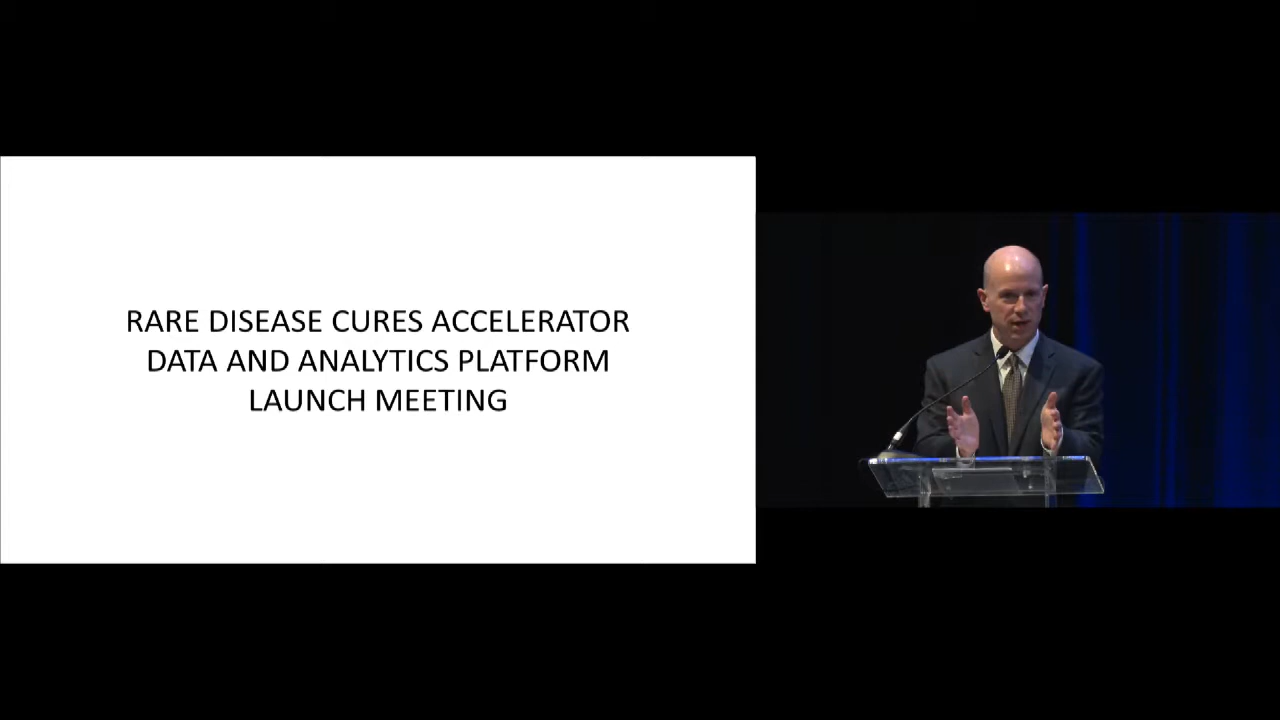 RARE DISEASE CURES ACCELERATOR
DATA AND ANALYTICS PLATFORM
LAUNCH MEETING